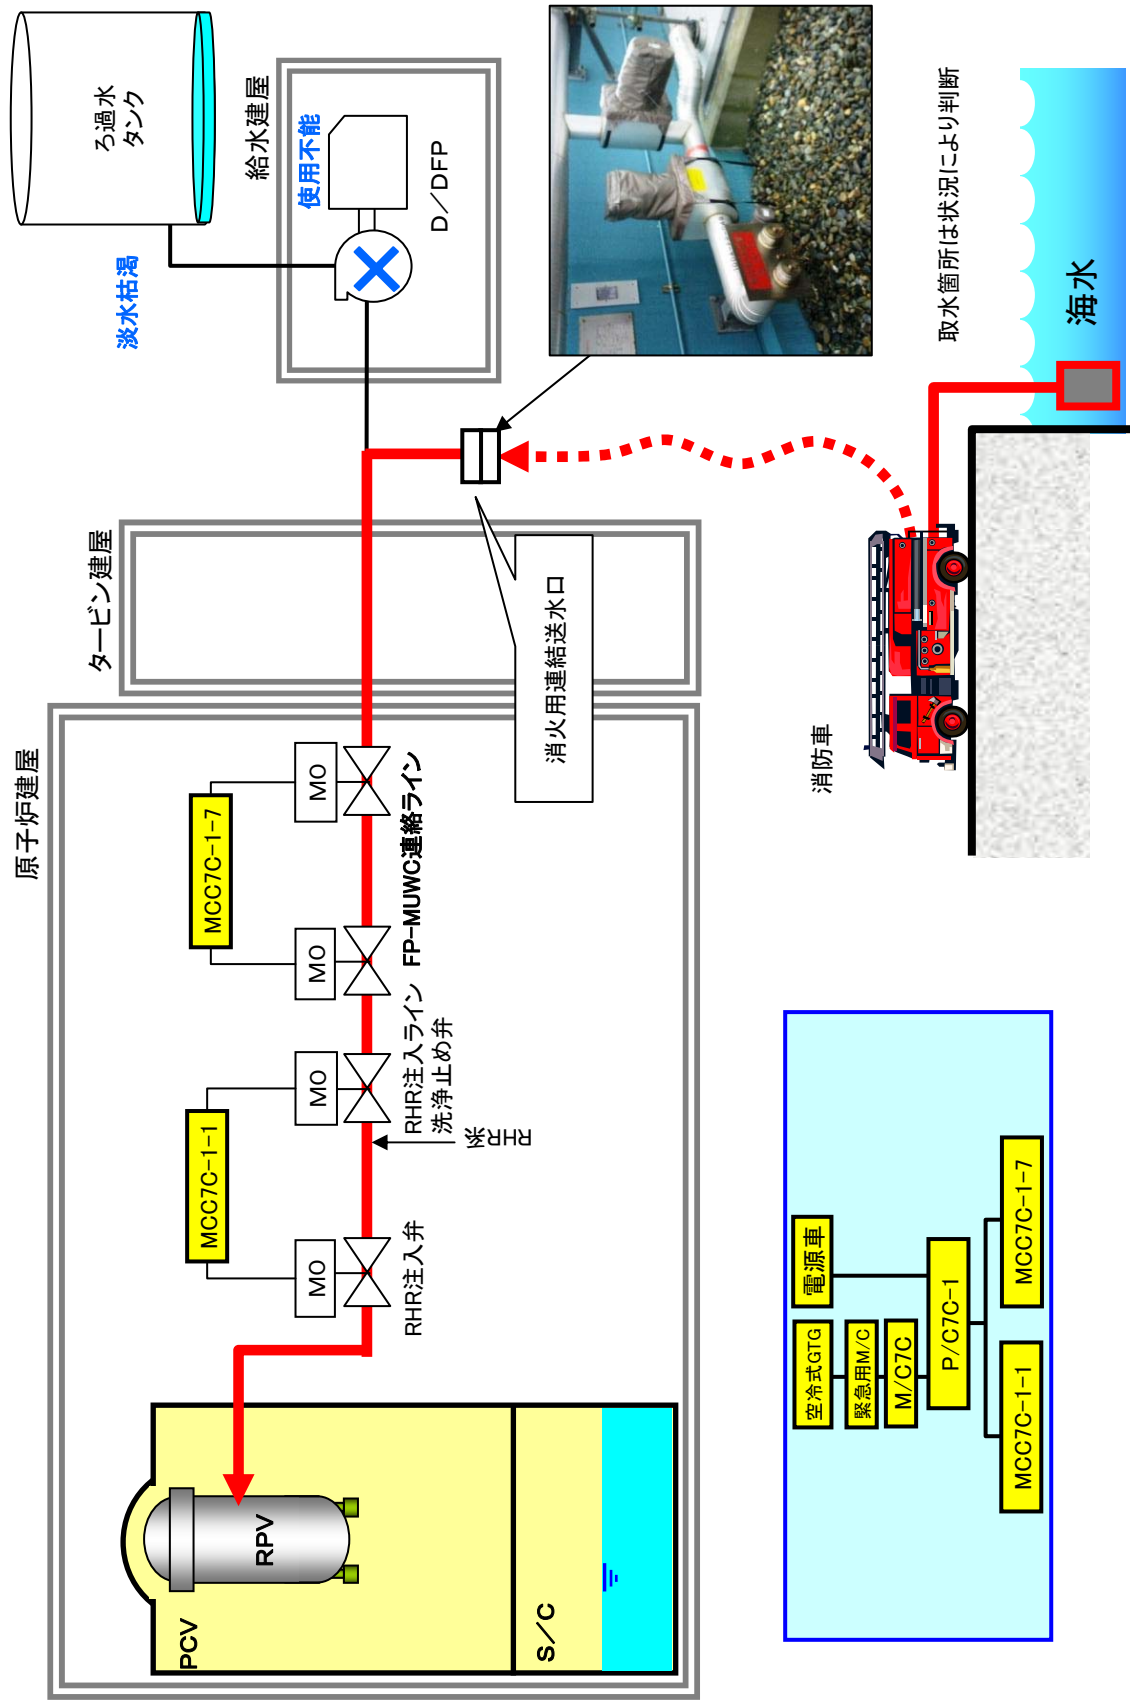 原子炉建屋
タービン建屋
給水建屋
ろ過水
タンク
淡水枯渇
使用不能
D/DFP
MCC7C-1-1
MCC7C-1-7
MO
MO
MO
MO
RHR注入弁
RHR注入ライン
洗浄止め弁
FP-MUWC連絡ライン
RHR系
PCV
RPV
S/C
消火用連結送水口
消防車
取水箇所は状況により判断
海水
空冷式GTG
電源車
緊急用M/C
M/C7C
P/C7C-1
MCC7C-1-1
MCC7C-1-7